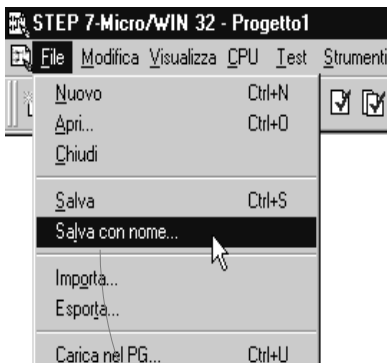 STEP 7-Micro/WIN 32 - Progetto1
File Modifica Visualizza CPU Test Strumenti
Nuovo Ctrl+N
Apri... Ctrl+O
Chiudi
Salva Ctrl+S
Salva con nome...
Importa...
Esporta...
Carica nel PG... Ctrl+U